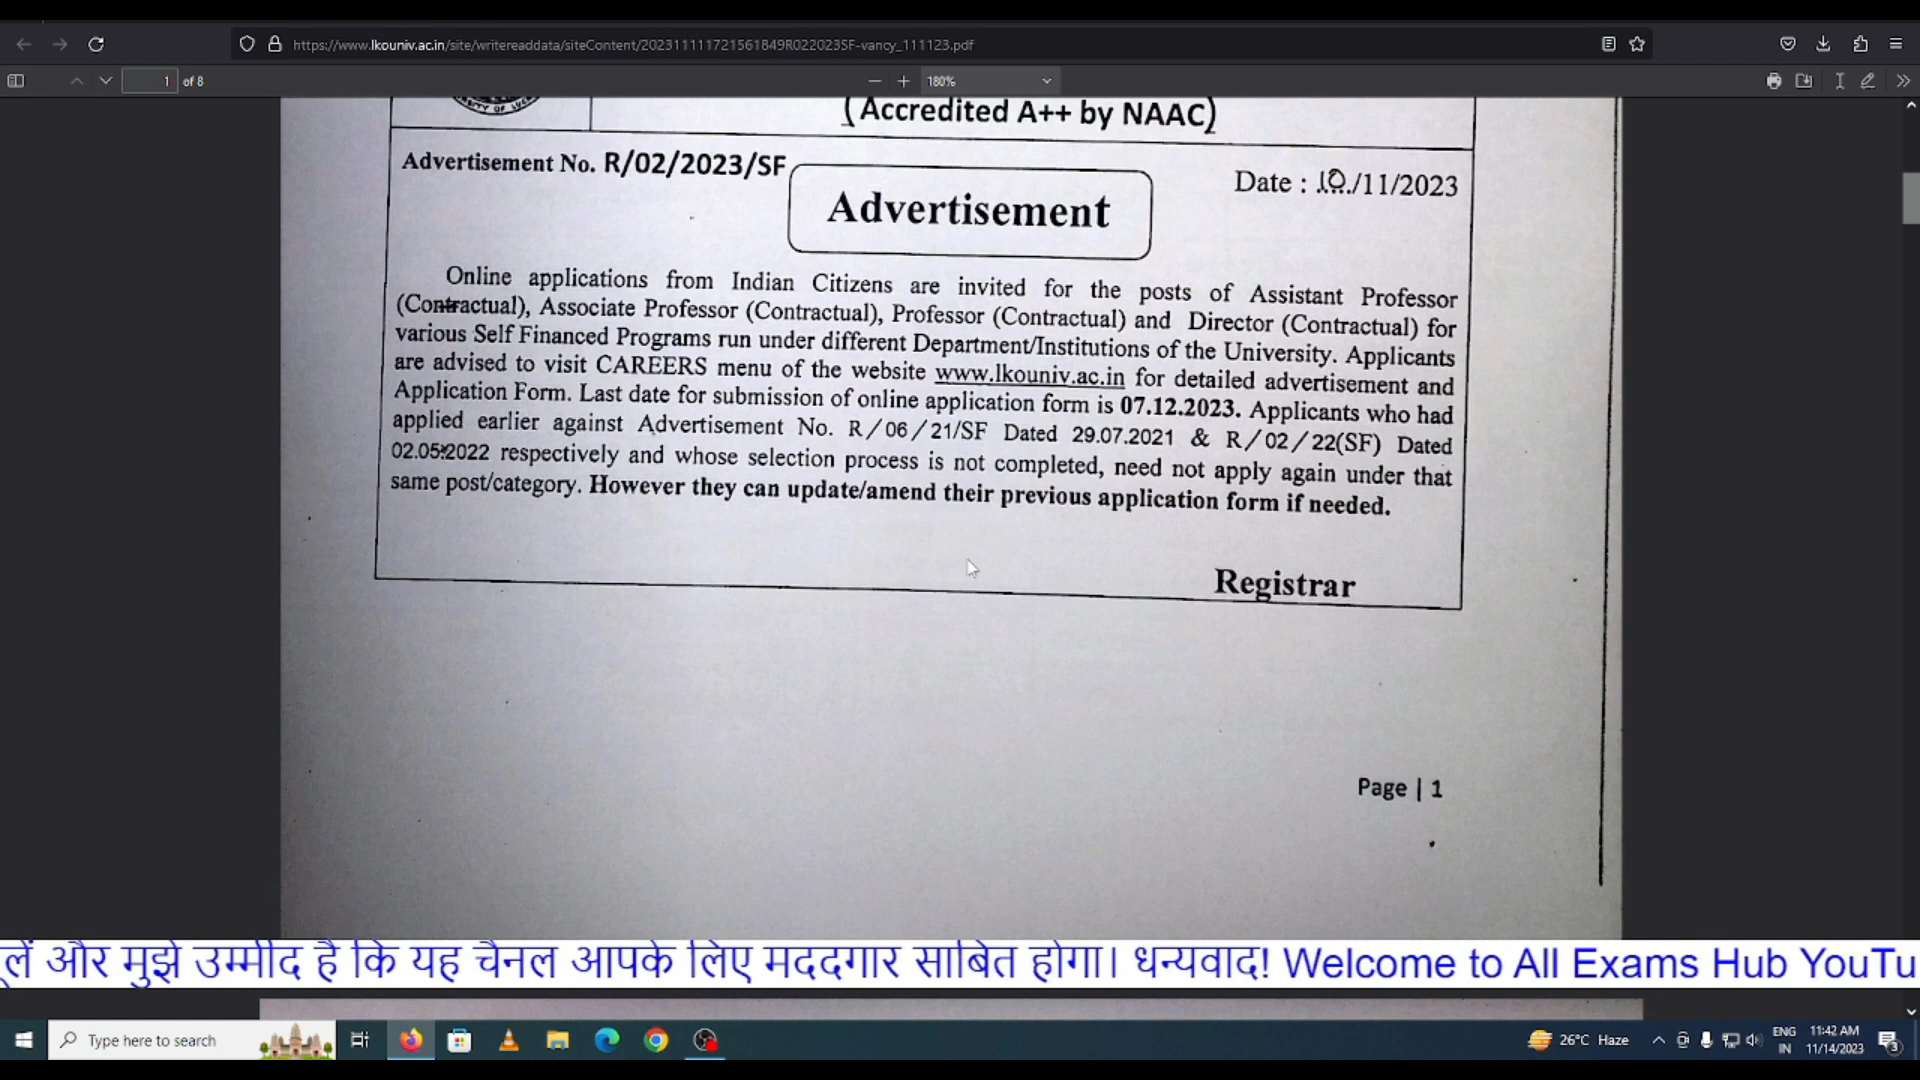 https://www.lkouniv.ac.in/site/writereaddata/siteContent/202311111721561849R022023SF-vancy_111123.pdf
1 of 8
180%
(Accredited A++ by NAAC)
Advertisement No. R/02/2023/SF
Date : 10/11/2023
Advertisement
Online applications from Indian Citizens are invited for the posts of Assistant Professor
(Contractual), Associate Professor (Contractual), Professor (Contractual) and Director (Contractual) for
various Self Financed Programs run under different Department/Institutions of the University. Applicants
are advised to visit CAREERS menu of the website www.lkouniv.ac.in for detailed advertisement and
Application Form. Last date for submission of online application form is 07.12.2023. Applicants who had
applied earlier against Advertisement No. R/06/21/SF Dated 29.07.2021 & R/02/22(SF) Dated
02.05.2022 respectively and whose selection process is not completed, need not apply again under that
same post/category. However they can update/amend their previous application form if needed.
Registrar
Page | 1
और मुझे उम्मीद है कि यह चैनल आपके लिए मददगार साबित होगा। धन्यवाद! Welcome to All Exams Hub YouTu
Type here to search
26°C Haze
ENG
IN
11:42 AM
11/14/2023
3